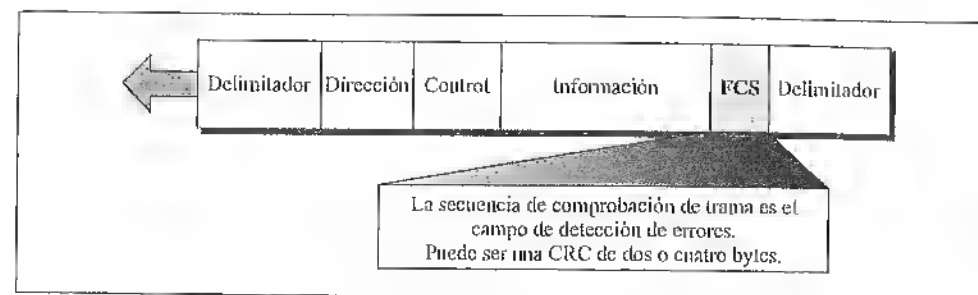 Delimitador Dirección Control Información FCS Delimitador
La secuencia de comprobación de trama es el
campo de detección de errores.
Puede ser una CRC de dos o cuatro bytes.